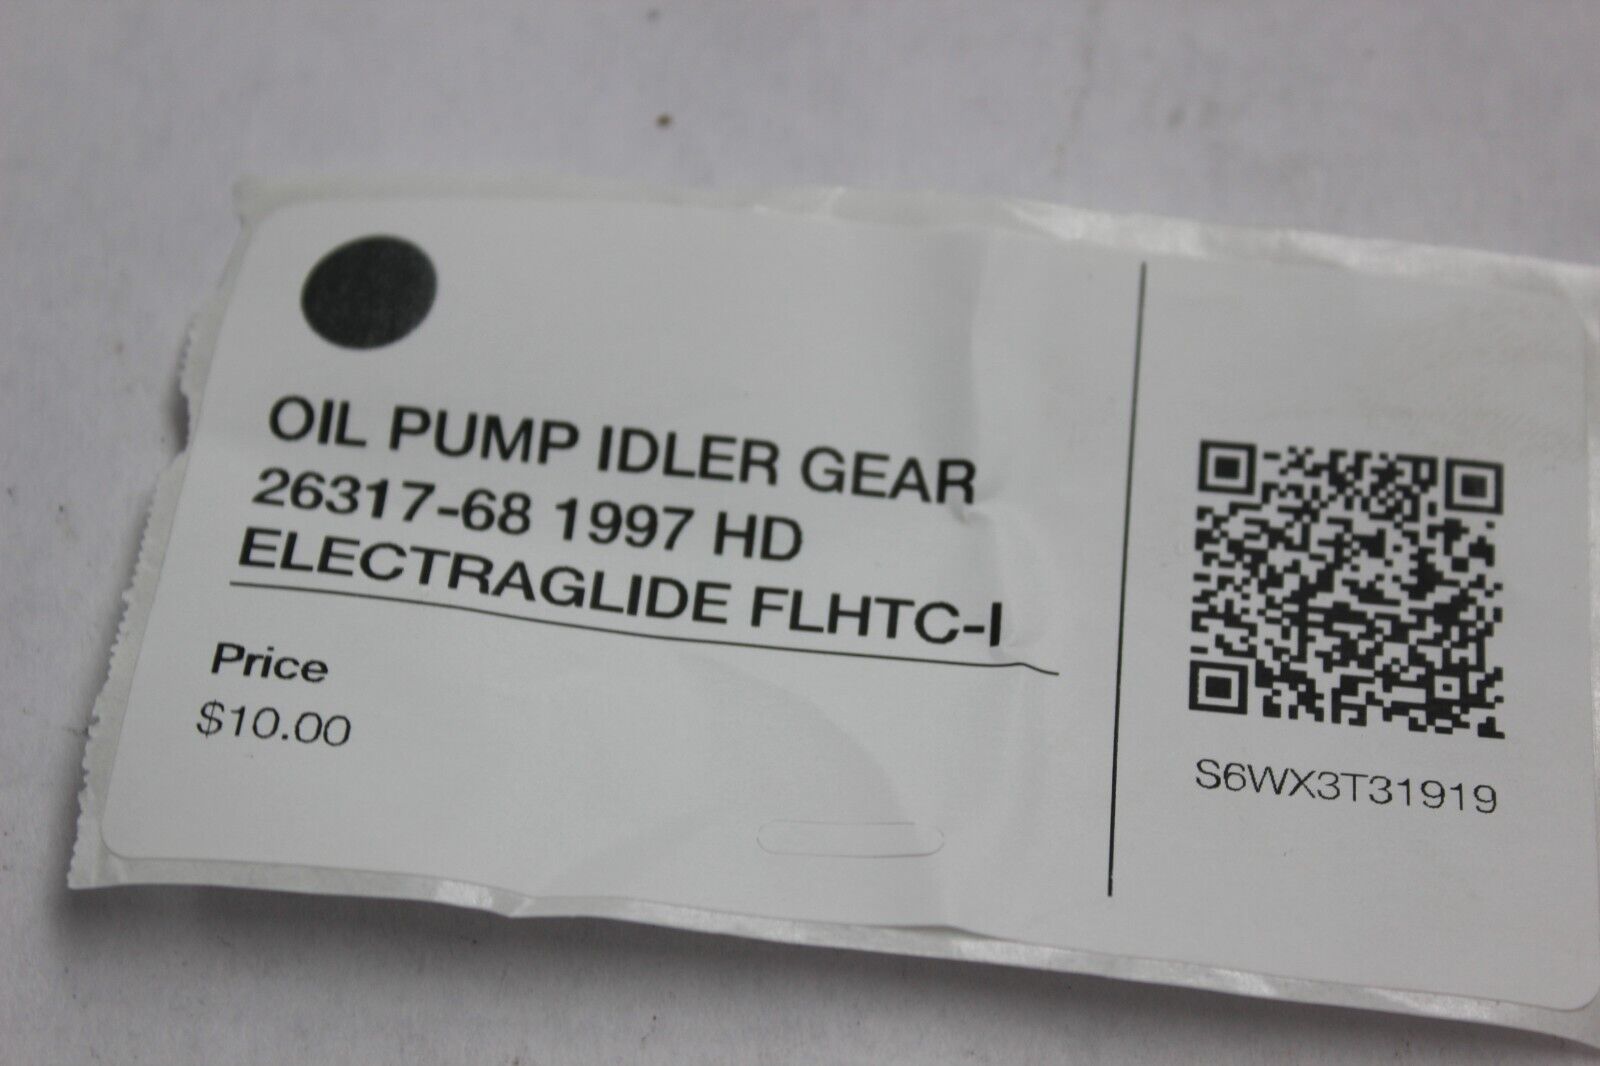 OIL PUMP IDLER GEAR
26317-68 1997 HD
ELECTRAGLIDE FLHTC-I
Price
$10.00
S6WX3T31919